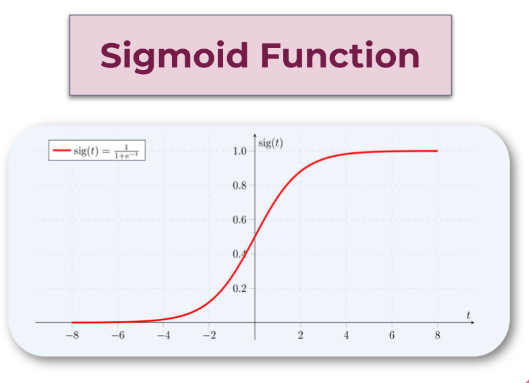 Sigmoid Function
sig(t) = 1/(1+e^−t)
sig(t)
1.0
0.8
0.6
0.4
0.2
t
−8 −6 −4 −2 2 4 6 8